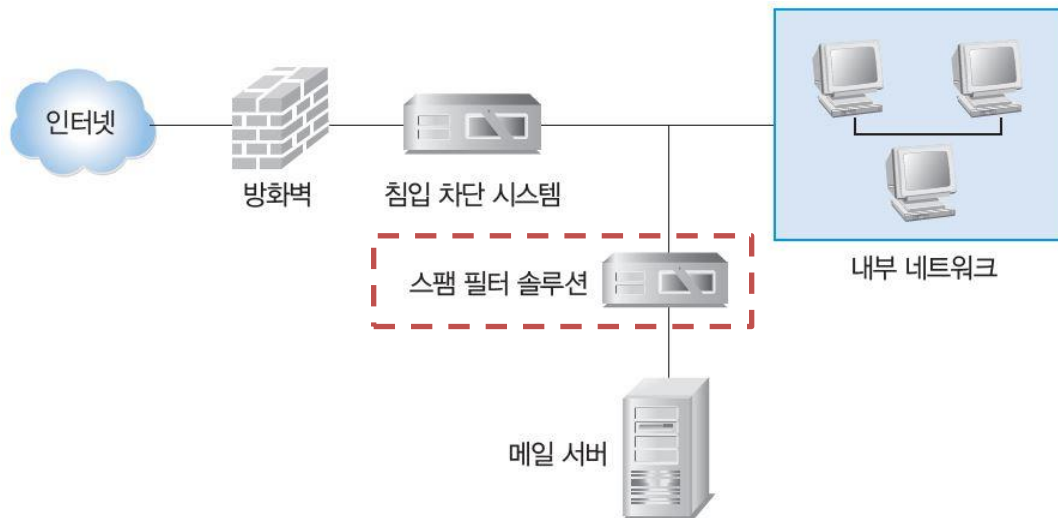 인터넷
방화벽
침입 차단 시스템
내부 네트워크
스팸 필터 솔루션
메일 서버